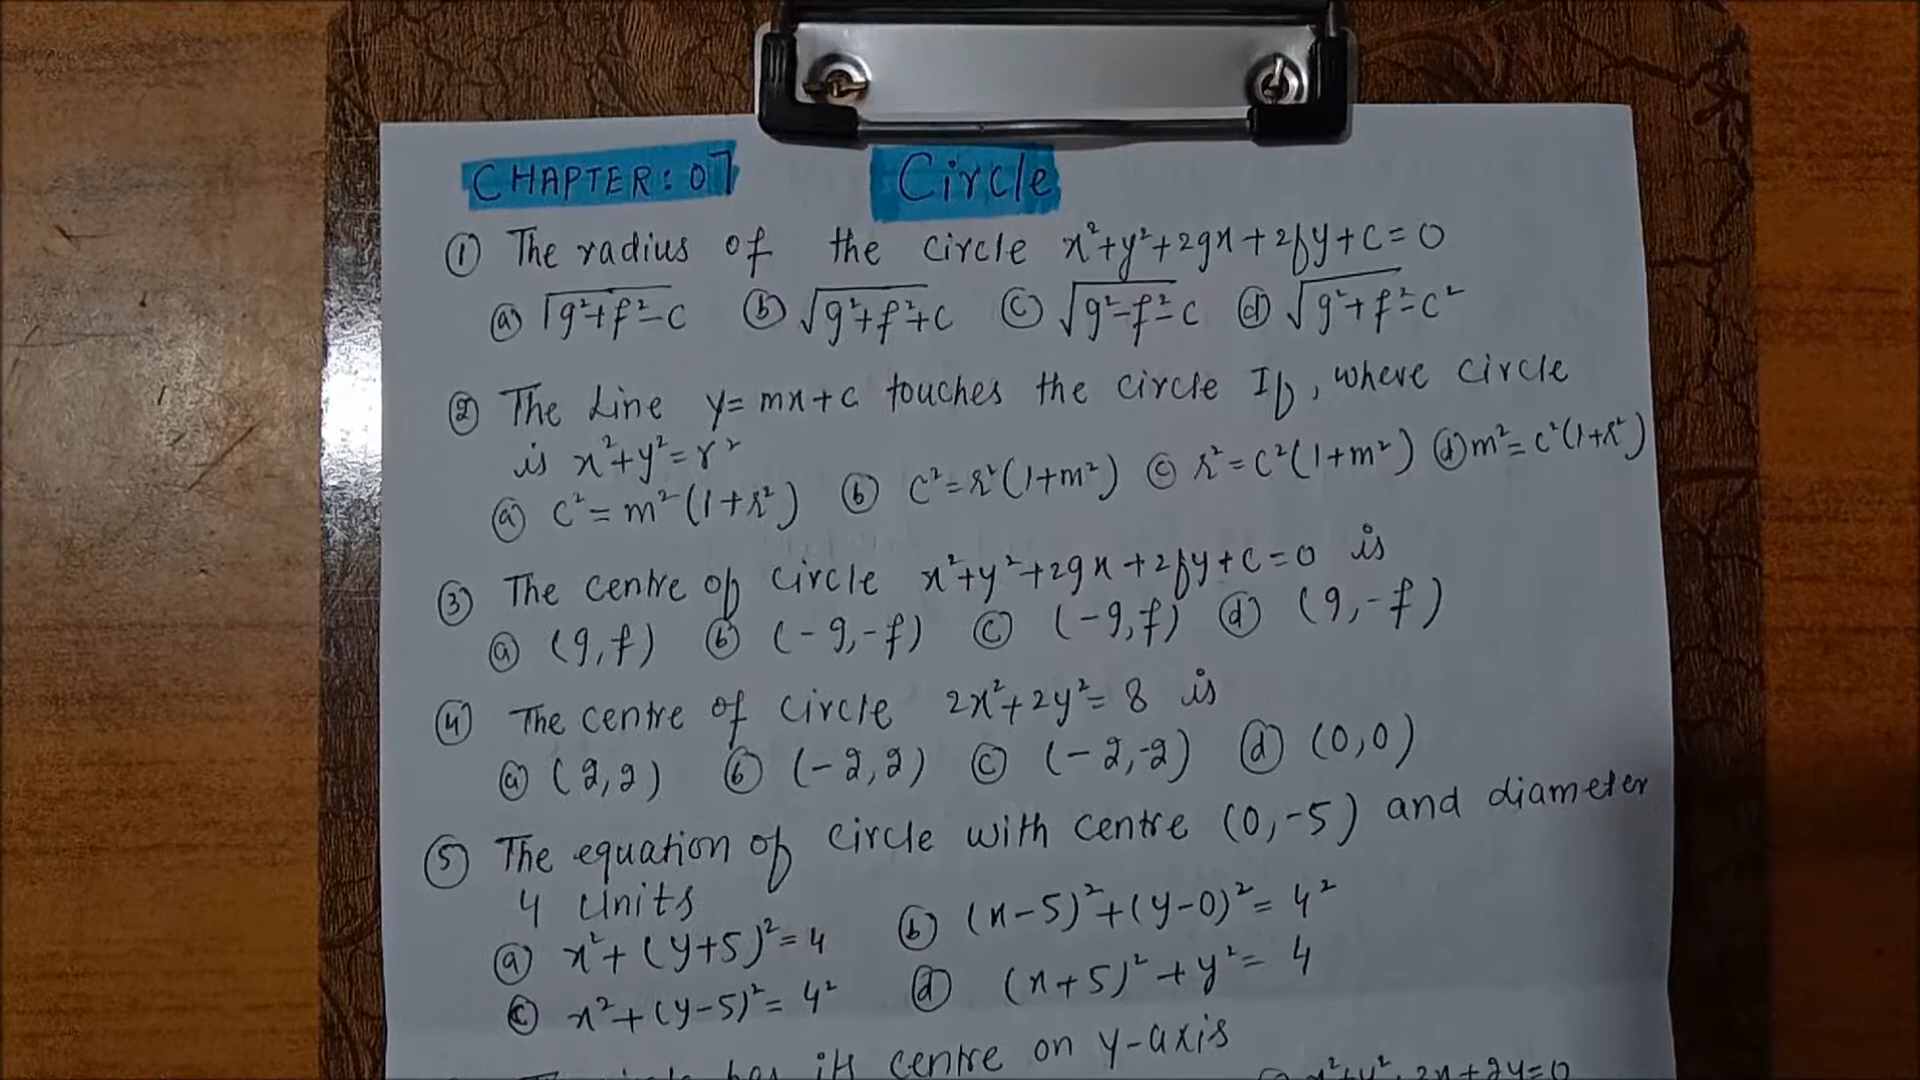 CHAPTER: 07 Circle
① The radius of the circle x²+y²+2gx+2fy+c=0
ⓐ √g²+f²-c ⓑ √g²+f²+c ⓒ √g²-f²-c ⓓ √g²+f²-c²
② The Line y=mx+c touches the circle If, where circle
is x²+y²=r²
ⓐ c²=m²(1+r²) ⓑ c²=r²(1+m²) ⓒ r²=c²(1+m²) ⓓ m²=c²(1+r²)
③ The centre of circle x²+y²+2gx+2fy+c=0 is
ⓐ (g,f) ⓑ (-g,-f) ⓒ (-g,f) ⓓ (g,-f)
④ The centre of circle 2x²+2y²=8 is
ⓐ (2,2) ⓑ (-2,2) ⓒ (-2,-2) ⓓ (0,0)
⑤ The equation of circle with centre (0,-5) and diameter
4 Units
ⓐ x²+(y+5)²=4 ⓑ (x-5)²+(y-0)²=4²
ⓒ x²+(y-5)²=4² ⓓ (x+5)²+y²=4
has its centre on y-axis